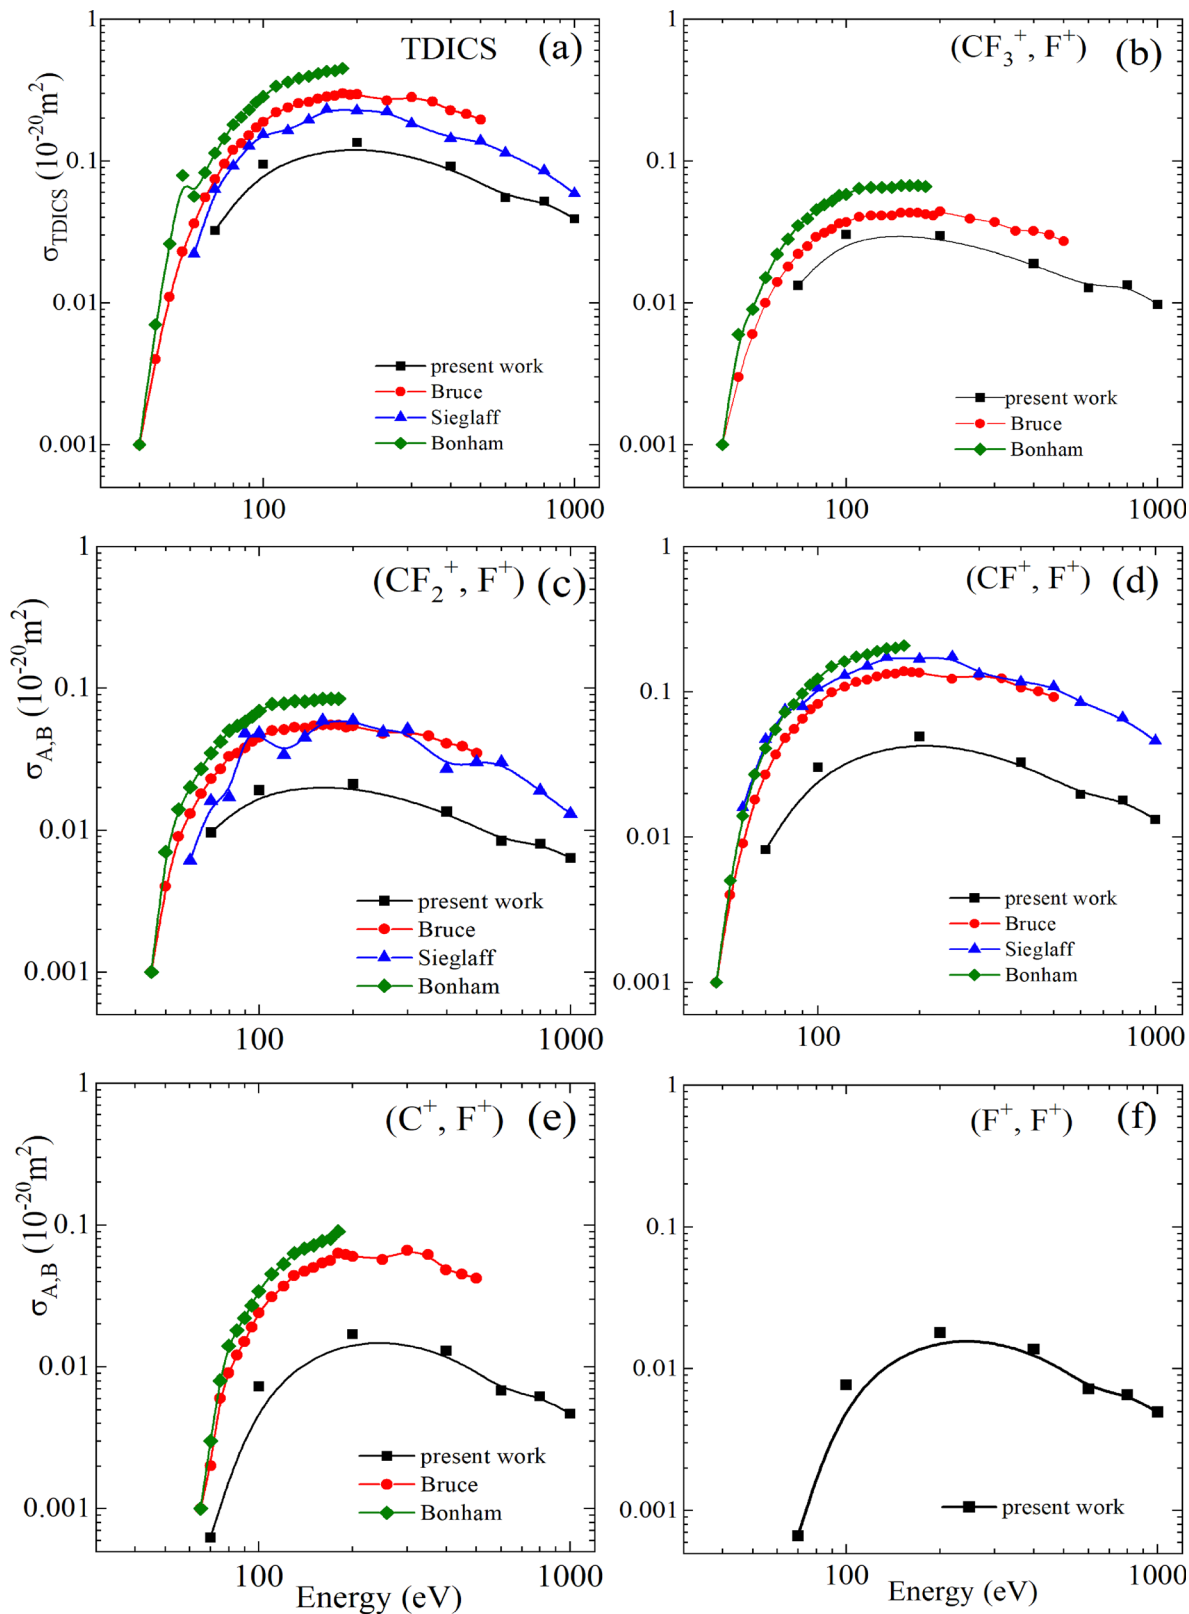 TDICS (a)
σTDICS (10⁻²⁰m²)
1
0.1
0.01
0.001
100
1000
present work
Bruce
Sieglaff
Bonham
(CF₃⁺, F⁺) (b)
1
0.1
0.01
0.001
100
1000
present work
Bruce
Bonham
(CF₂⁺, F⁺) (c)
σA,B (10⁻²⁰m²)
1
0.1
0.01
0.001
100
1000
present work
Bruce
Sieglaff
Bonham
(CF⁺, F⁺) (d)
1
0.1
0.01
0.001
100
1000
present work
Bruce
Sieglaff
Bonham
(C⁺, F⁺) (e)
σA,B (10⁻²⁰m²)
1
0.1
0.01
0.001
100
1000
present work
Bruce
Bonham
Energy (eV)
(F⁺, F⁺) (f)
1
0.1
0.01
0.001
100
1000
present work
Energy (eV)